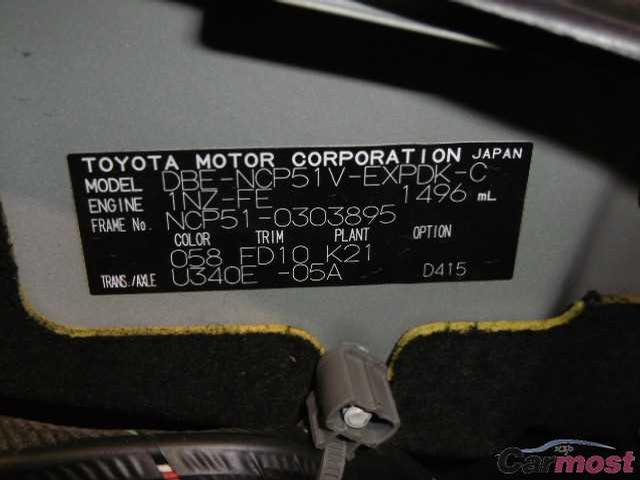 TOYOTA MOTOR CORPORATION JAPAN
MODEL DBE-NCP51V-EXPDK-C
ENGINE 1NZ-FE 1496 mL
FRAME No. NCP51-0303895
COLOR TRIM PLANT OPTION
058 FD10 K21
TRANS./AXLE U340E -05A D415
Carmost